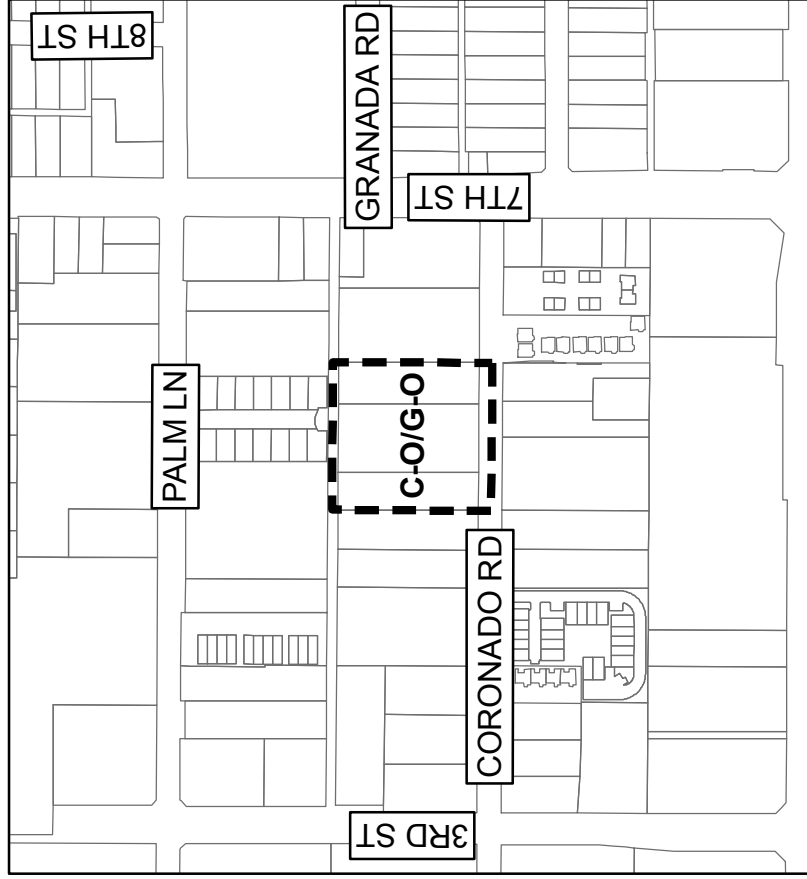 8TH ST
GRANADA RD
7TH ST
PALM LN
C-O/G-O
CORONADO RD
3RD ST